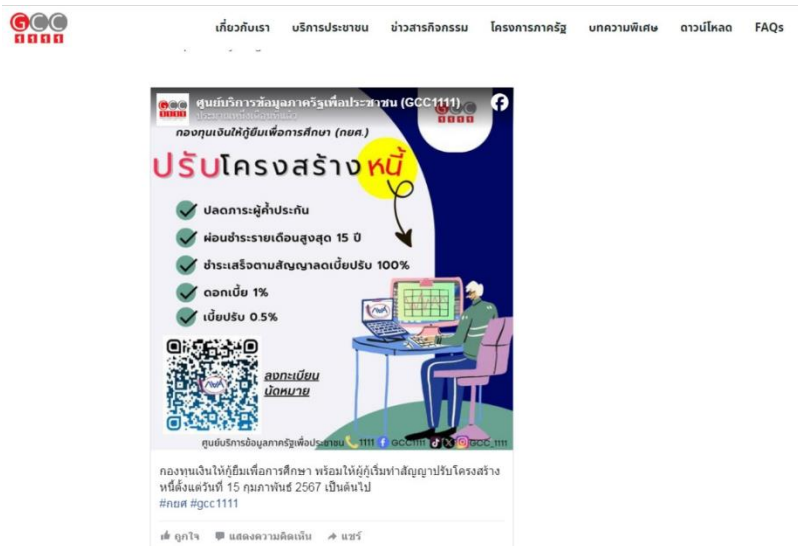 GCC
1111
เกี่ยวกับเรา บริการประชาชน ข่าวสารกิจกรรม โครงการภาครัฐ บทความพิเศษ ดาวน์โหลด FAQs
ศูนย์บริการข้อมูลภาครัฐเพื่อประชาชน (GCC1111)
ประมาณหนึ่งเดือนที่แล้ว
กองทุนเงินให้กู้ยืมเพื่อการศึกษา (กยศ.)
ปรับโครงสร้างหนี้
ปลดภาระผู้ค้ำประกัน
ผ่อนชำระรายเดือนสูงสุด 15 ปี
ชำระเสร็จตามสัญญาลดเบี้ยปรับ 100%
ดอกเบี้ย 1%
เบี้ยปรับ 0.5%
ลงทะเบียน
นัดหมาย
ศูนย์บริการข้อมูลภาครัฐเพื่อประชาชน 1111 GCC1111 GCC_1111
กองทุนเงินให้กู้ยืมเพื่อการศึกษา พร้อมให้ผู้กู้เริ่มทำสัญญาปรับโครงสร้าง
หนี้ตั้งแต่วันที่ 15 กุมภาพันธ์ 2567 เป็นต้นไป
#กยศ #gcc1111
ถูกใจ แสดงความคิดเห็น แชร์